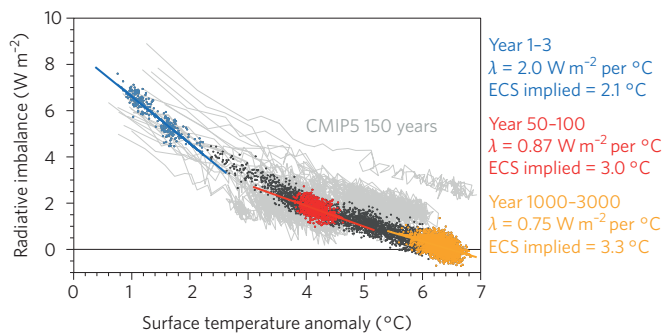 10
8
6
4
2
0
0
1
2
3
4
5
6
7
Radiative imbalance (W m⁻²)
Surface temperature anomaly (°C)
CMIP5 150 years
Year 1–3
λ = 2.0 W m⁻² per °C
ECS implied = 2.1 °C
Year 50–100
λ = 0.87 W m⁻² per °C
ECS implied = 3.0 °C
Year 1000–3000
λ = 0.75 W m⁻² per °C
ECS implied = 3.3 °C